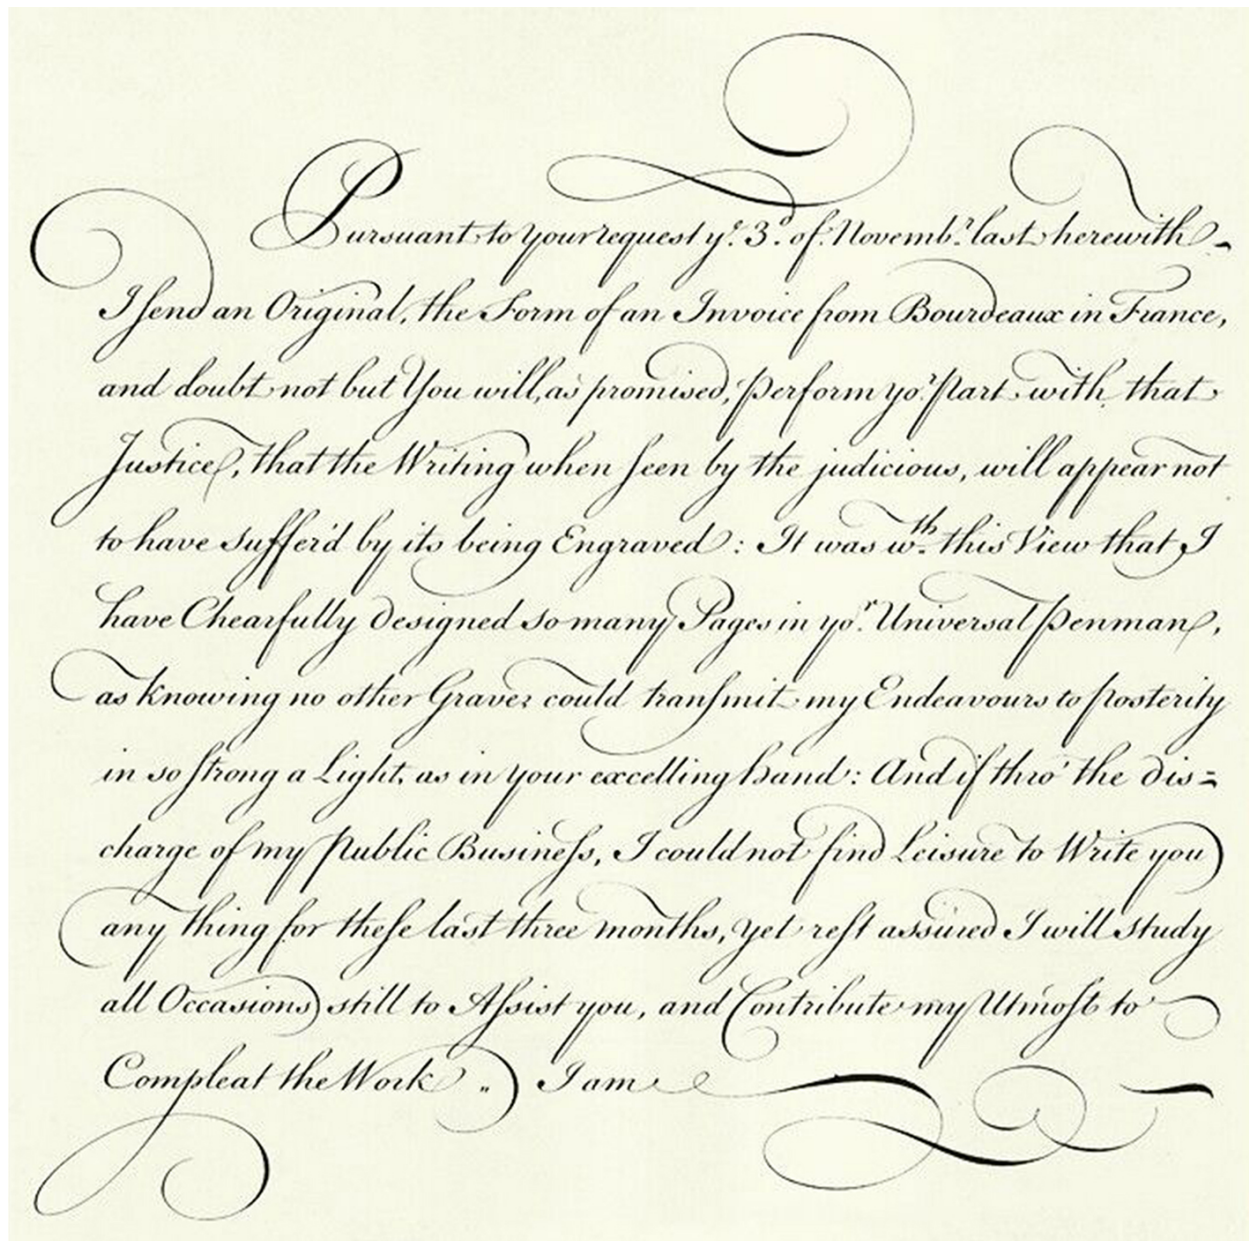 Pursuant to your request yᵉ. 3ᵈ. of. Novembʳ. last herewith
I send an Original, the Form of an Invoice from Bourdeaux in France,
and doubt not but You will, as promised, Perform yoʳ. Part with that
Justice, that the Writing when seen by the judicious, will appear not
to have Suffer'd by its being Engraved : It was wᵗʰ. this View that I
have Chearfully Designed so many Pages in yoʳ. Universal Penman,
as knowing no other Graver could transmit my Endeavours to Posterity
in so strong a Light, as in your excelling Hand : And if thro' the dis=
charge of my Public Business, I could not find Leisure to Write you
any thing for these last three months, yet rest assured I will study
all Occasions still to Assist you, and Contribute my Utmost to
Compleat the Work „ I am